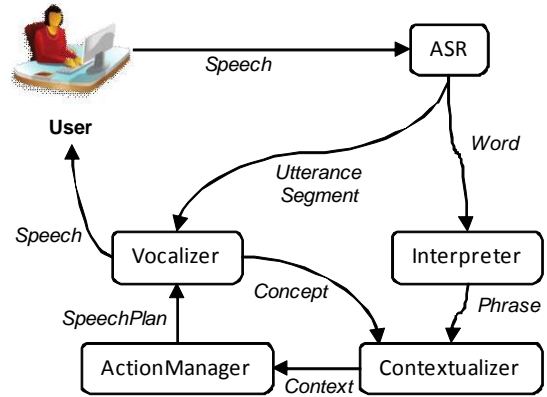 ASR
Speech
User
Word
Utterance
Segment
Speech
Vocalizer
Interpreter
Concept
SpeechPlan
Phrase
ActionManager
Context
Contextualizer